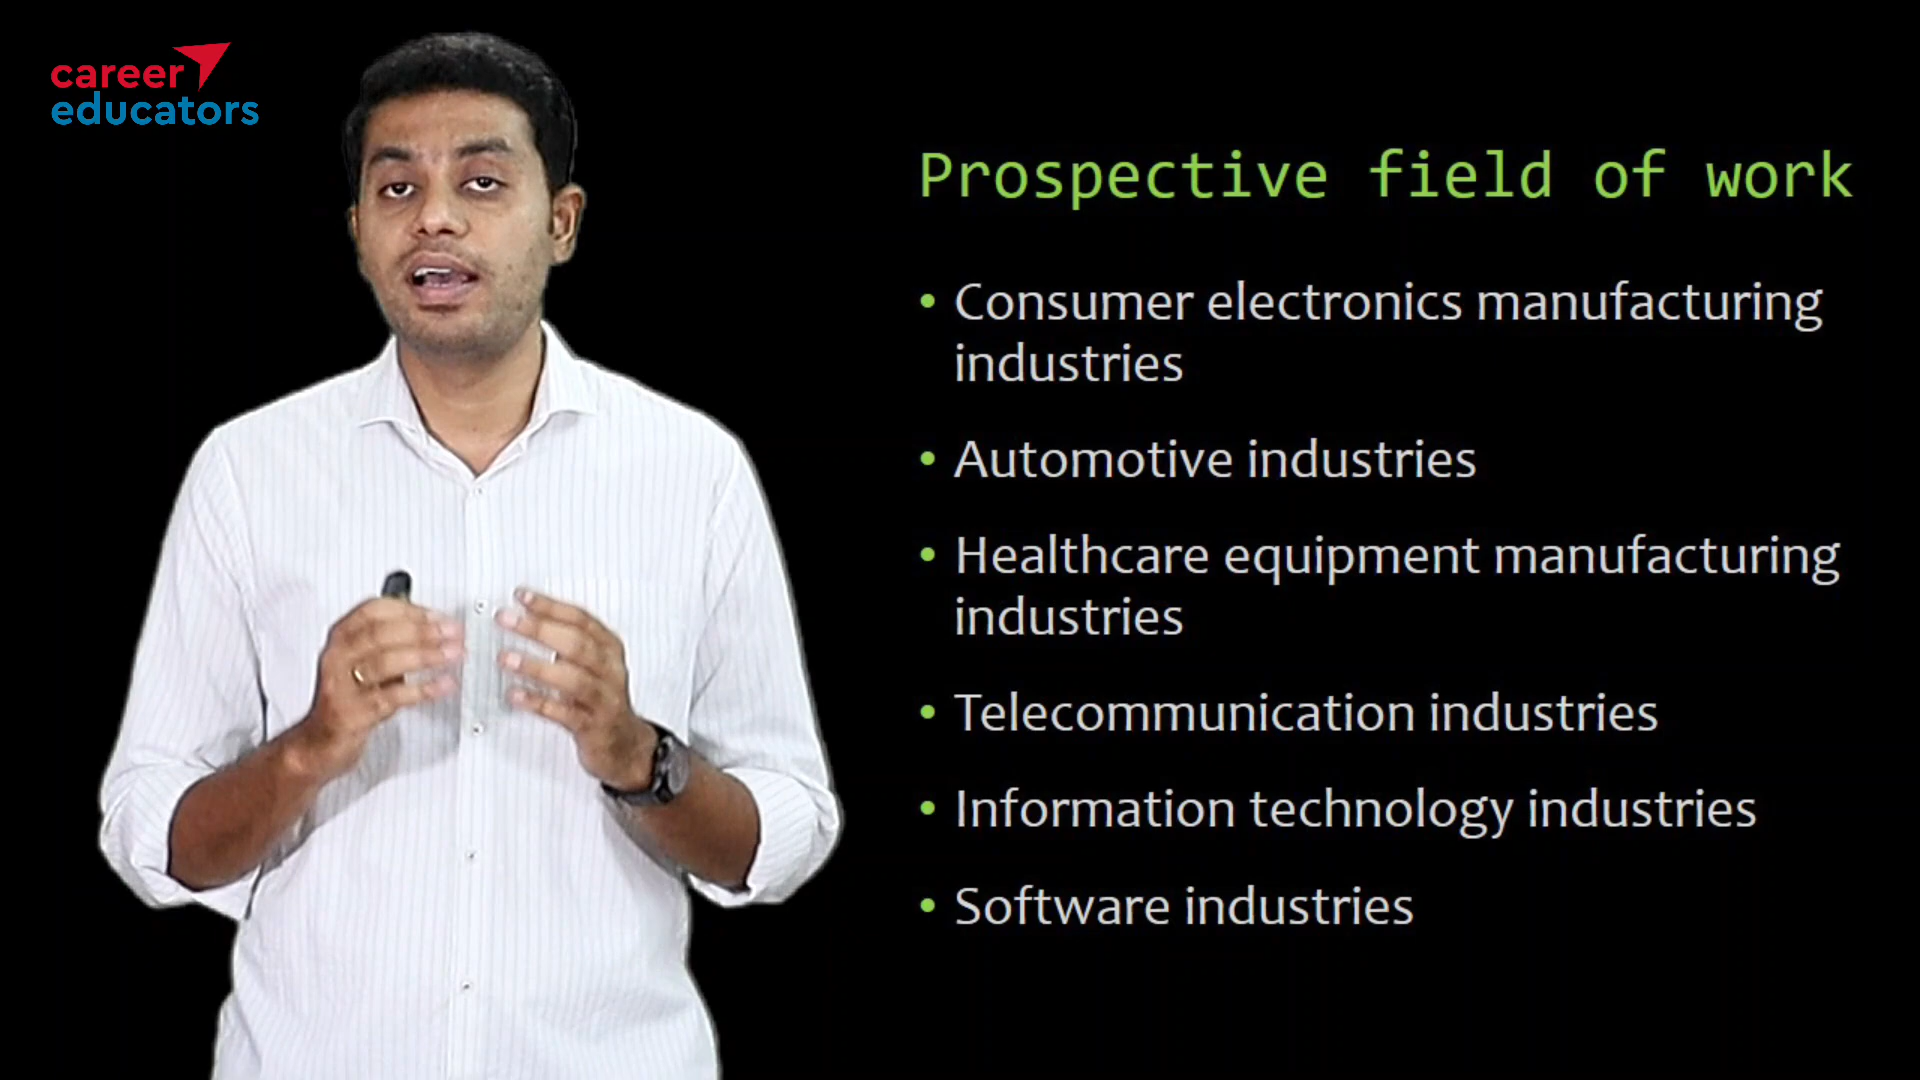 career
educators
Prospective field of work
• Consumer electronics manufacturing
industries
• Automotive industries
• Healthcare equipment manufacturing
industries
• Telecommunication industries
• Information technology industries
• Software industries